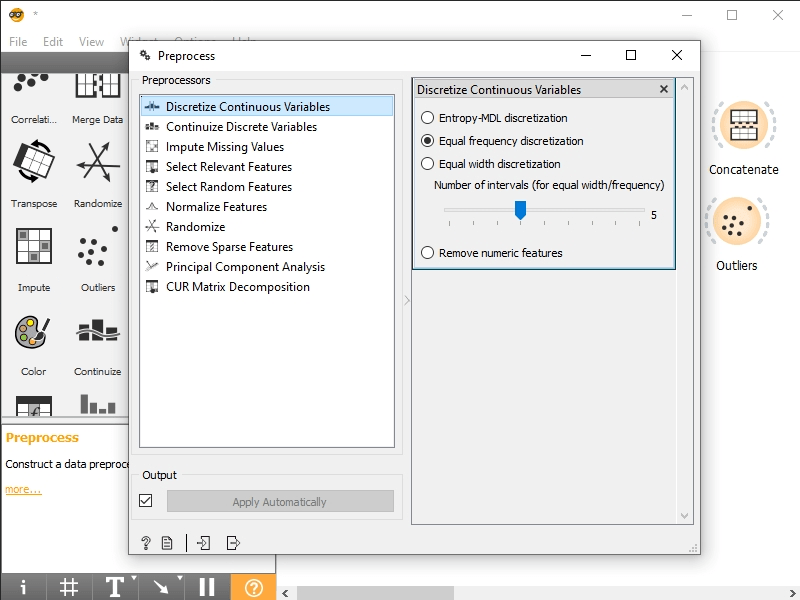 *
File Edit View
Preprocess
Preprocessors
Discretize Continuous Variables
Continuize Discrete Variables
Impute Missing Values
Select Relevant Features
Select Random Features
Normalize Features
Randomize
Remove Sparse Features
Principal Component Analysis
CUR Matrix Decomposition
Output
Apply Automatically
Discretize Continuous Variables
Entropy-MDL discretization
Equal frequency discretization
Equal width discretization
Number of intervals (for equal width/frequency)
5
Remove numeric features
Correlati...
Merge Data
Transpose
Randomize
Impute
Outliers
Color
Continuize
Preprocess
Construct a data preproce
more...
Concatenate
Outliers